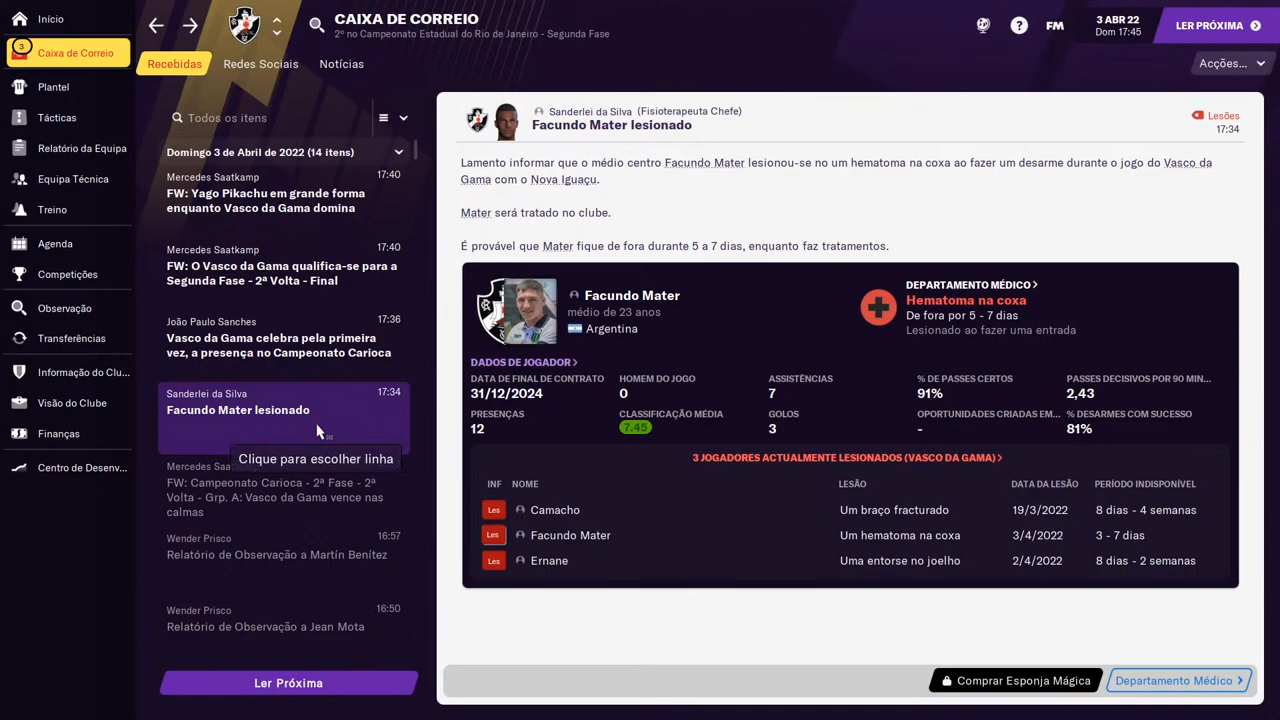 Início
3
Caixa de Correio
Plantel
Tácticas
Relatório da Equipa
Equipa Técnica
Treino
Agenda
Competições
Observação
Transferências
Informação do Clu...
Visão do Clube
Finanças
Centro de Desenv...
CAIXA DE CORREIO
2º no Campeonato Estadual do Rio de Janeiro - Segunda Fase
FM
3 ABR 22
Dom 17:45
LER PRÓXIMA
Recebidas
Redes Sociais
Notícias
Acções...
Todos os itens
Domingo 3 de Abril de 2022 (14 itens)
Mercedes Saatkamp 17:40
FW: Yago Pikachu em grande forma
enquanto Vasco da Gama domina
Mercedes Saatkamp 17:40
FW: O Vasco da Gama qualifica-se para a
Segunda Fase - 2ª Volta - Final
João Paulo Sanches 17:36
Vasco da Gama celebra pela primeira
vez, a presença no Campeonato Carioca
Sanderlei da Silva 17:34
Facundo Mater lesionado
Clique para escolher linha
Mercedes Saat
FW: Campeonato Carioca - 2ª Fase - 2ª
Volta - Grp. A: Vasco da Gama vence nas
calmas
Wender Prisco 16:57
Relatório de Observação a Martín Benítez
Wender Prisco 16:50
Relatório de Observação a Jean Mota
Ler Próxima
Sanderlei da Silva (Fisioterapeuta Chefe)
Facundo Mater lesionado
Lesões
17:34
Lamento informar que o médio centro Facundo Mater lesionou-se no um hematoma na coxa ao fazer um desarme durante o jogo do Vasco da
Gama com o Nova Iguaçu.
Mater será tratado no clube.
É provável que Mater fique de fora durante 5 a 7 dias, enquanto faz tratamentos.
Facundo Mater
médio de 23 anos
Argentina
DEPARTAMENTO MÉDICO
Hematoma na coxa
De fora por 5 - 7 dias
Lesionado ao fazer uma entrada
DADOS DE JOGADOR
DATA DE FINAL DE CONTRATO HOMEM DO JOGO ASSISTÊNCIAS % DE PASSES CERTOS PASSES DECISIVOS POR 90 MIN...
31/12/2024 0 7 91% 2,43
PRESENÇAS CLASSIFICAÇÃO MÉDIA GOLOS OPORTUNIDADES CRIADAS EM... % DESARMES COM SUCESSO
12 7.45 3 - 81%
3 JOGADORES ACTUALMENTE LESIONADOS (VASCO DA GAMA)
INF NOME LESÃO DATA DA LESÃO PERÍODO INDISPONÍVEL
Les Camacho Um braço fracturado 19/3/2022 8 dias - 4 semanas
Les Facundo Mater Um hematoma na coxa 3/4/2022 3 - 7 dias
Les Ernane Uma entorse no joelho 2/4/2022 8 dias - 2 semanas
Comprar Esponja Mágica
Departamento Médico